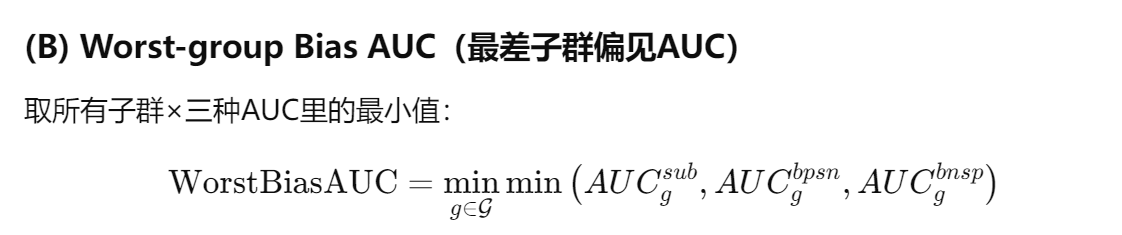 (B) Worst-group Bias AUC（最差子群偏见AUC）
取所有子群×三种AUC里的最小值：
WorstBiasAUC = min_{g∈𝒢} min (AUC_g^{sub}, AUC_g^{bpsn}, AUC_g^{bnsp})